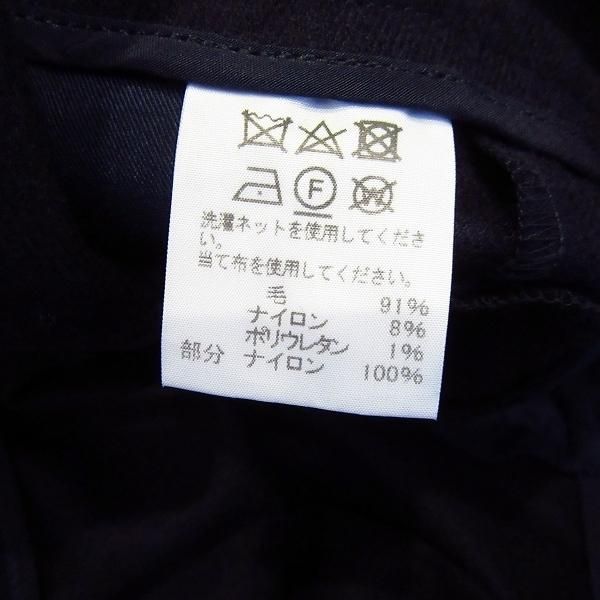 F W
洗濯ネットを使用してくださ
い。
当て布を使用してください。
毛 91%
ナイロン 8%
ポリウレタン 1%
部分 ナイロン 100%